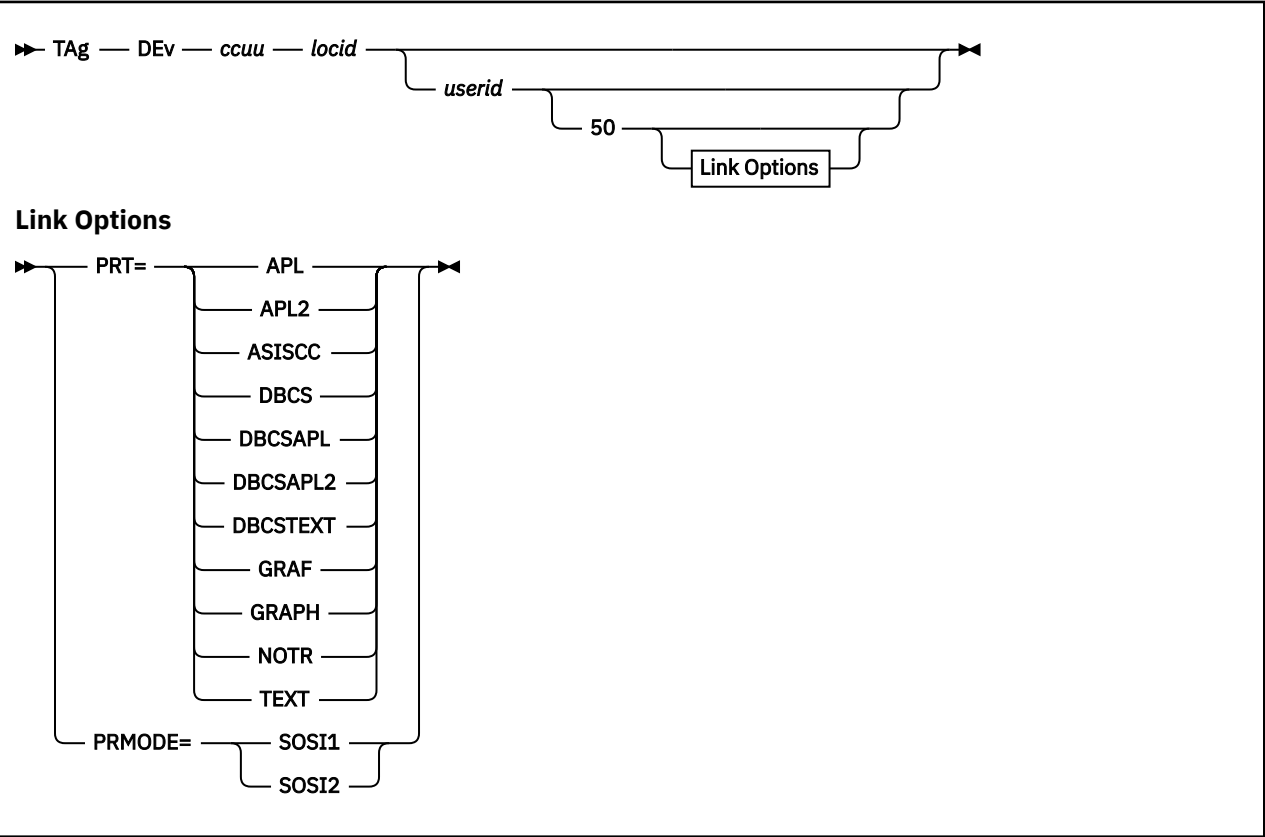 TAg DEv ccuu locid
userid
50
Link Options
Link Options
PRT= APL
APL2
ASISCC
DBCS
DBCSAPL
DBCSAPL2
DBCSTEXT
GRAF
GRAPH
NOTR
TEXT
PRMODE= SOSI1
SOSI2